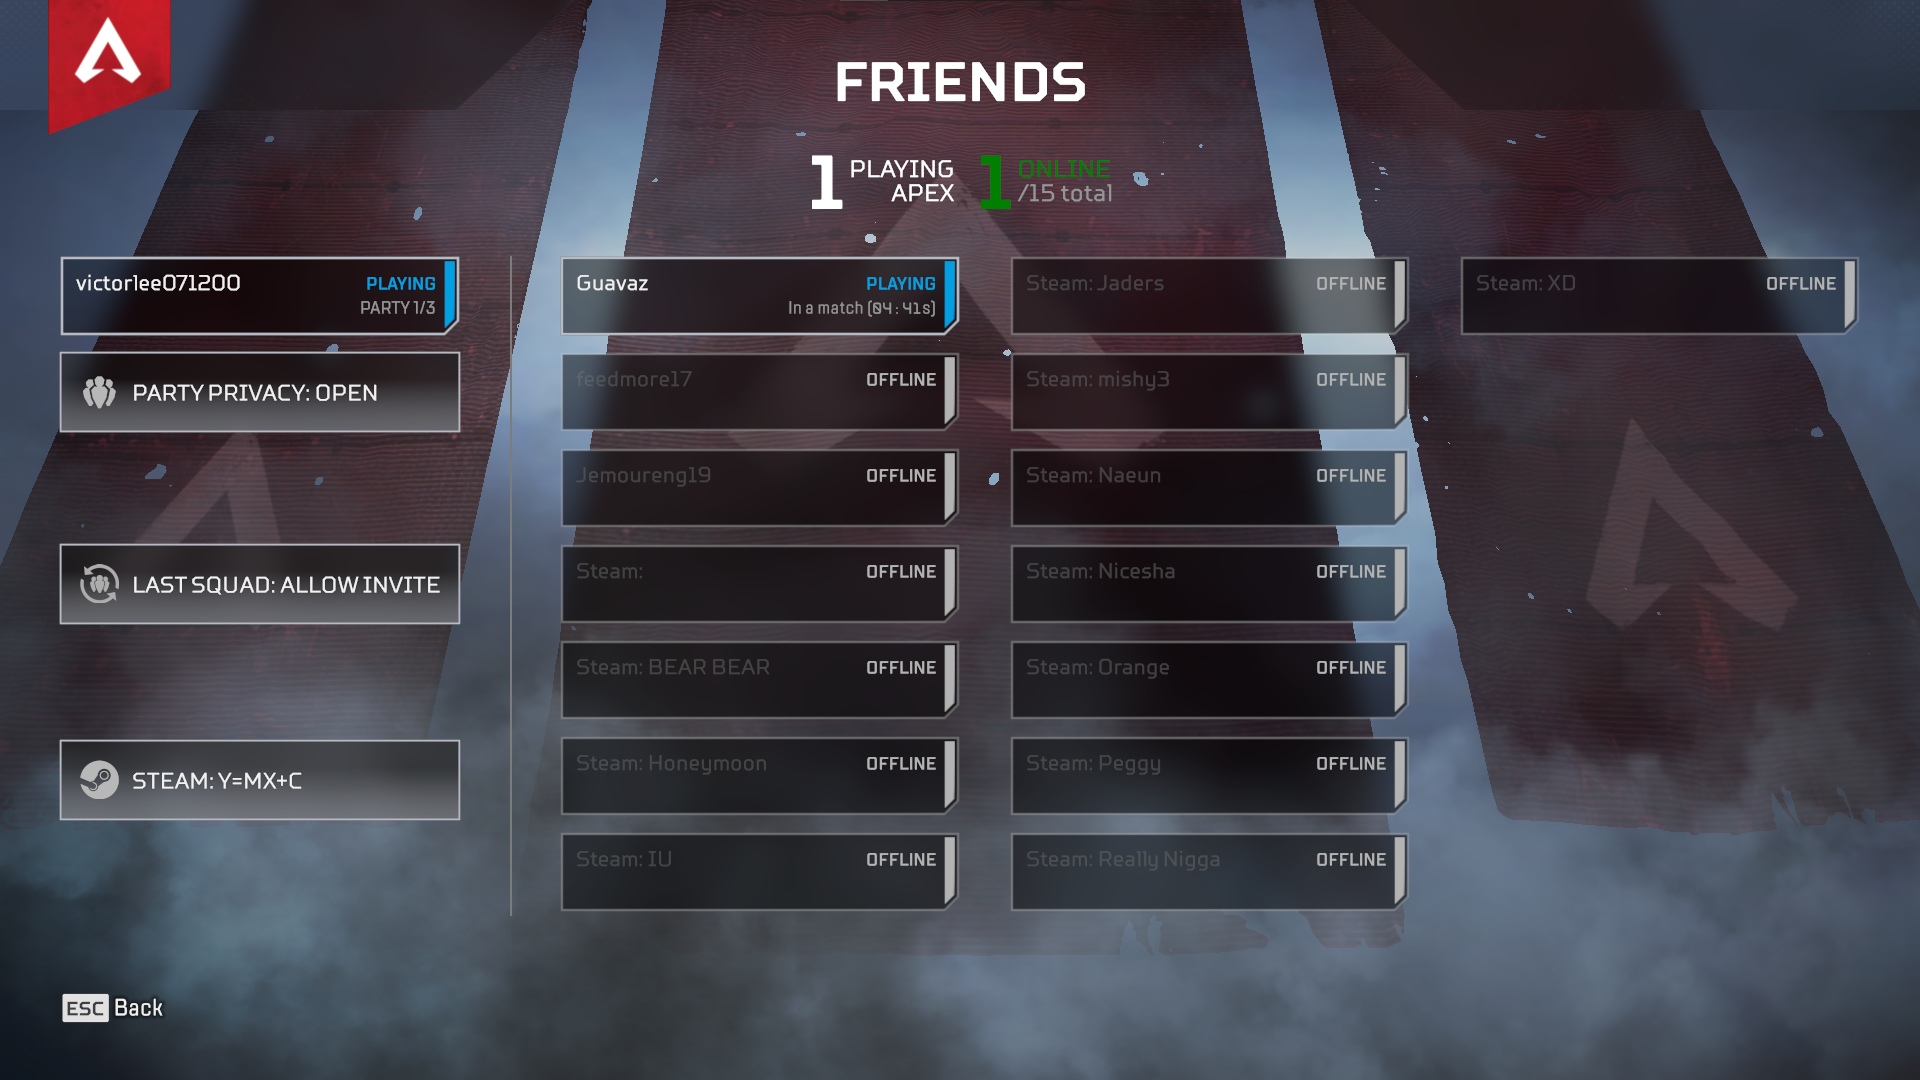 FRIENDS
1 PLAYING APEX 1 ONLINE /15 total
victorlee071200 PLAYING
PARTY 1/3
PARTY PRIVACY: OPEN
LAST SQUAD: ALLOW INVITE
STEAM: Y=MX+C
Guavaz PLAYING
In a match (04:41s)
feedmore17 OFFLINE
Jemoureng19 OFFLINE
Steam: OFFLINE
Steam: BEAR BEAR OFFLINE
Steam: Honeymoon OFFLINE
Steam: IU OFFLINE
Steam: Jaders OFFLINE
Steam: mishy3 OFFLINE
Steam: Naeun OFFLINE
Steam: Nicesha OFFLINE
Steam: Orange OFFLINE
Steam: Peggy OFFLINE
Steam: Really Nigga OFFLINE
Steam: XD OFFLINE
ESC Back